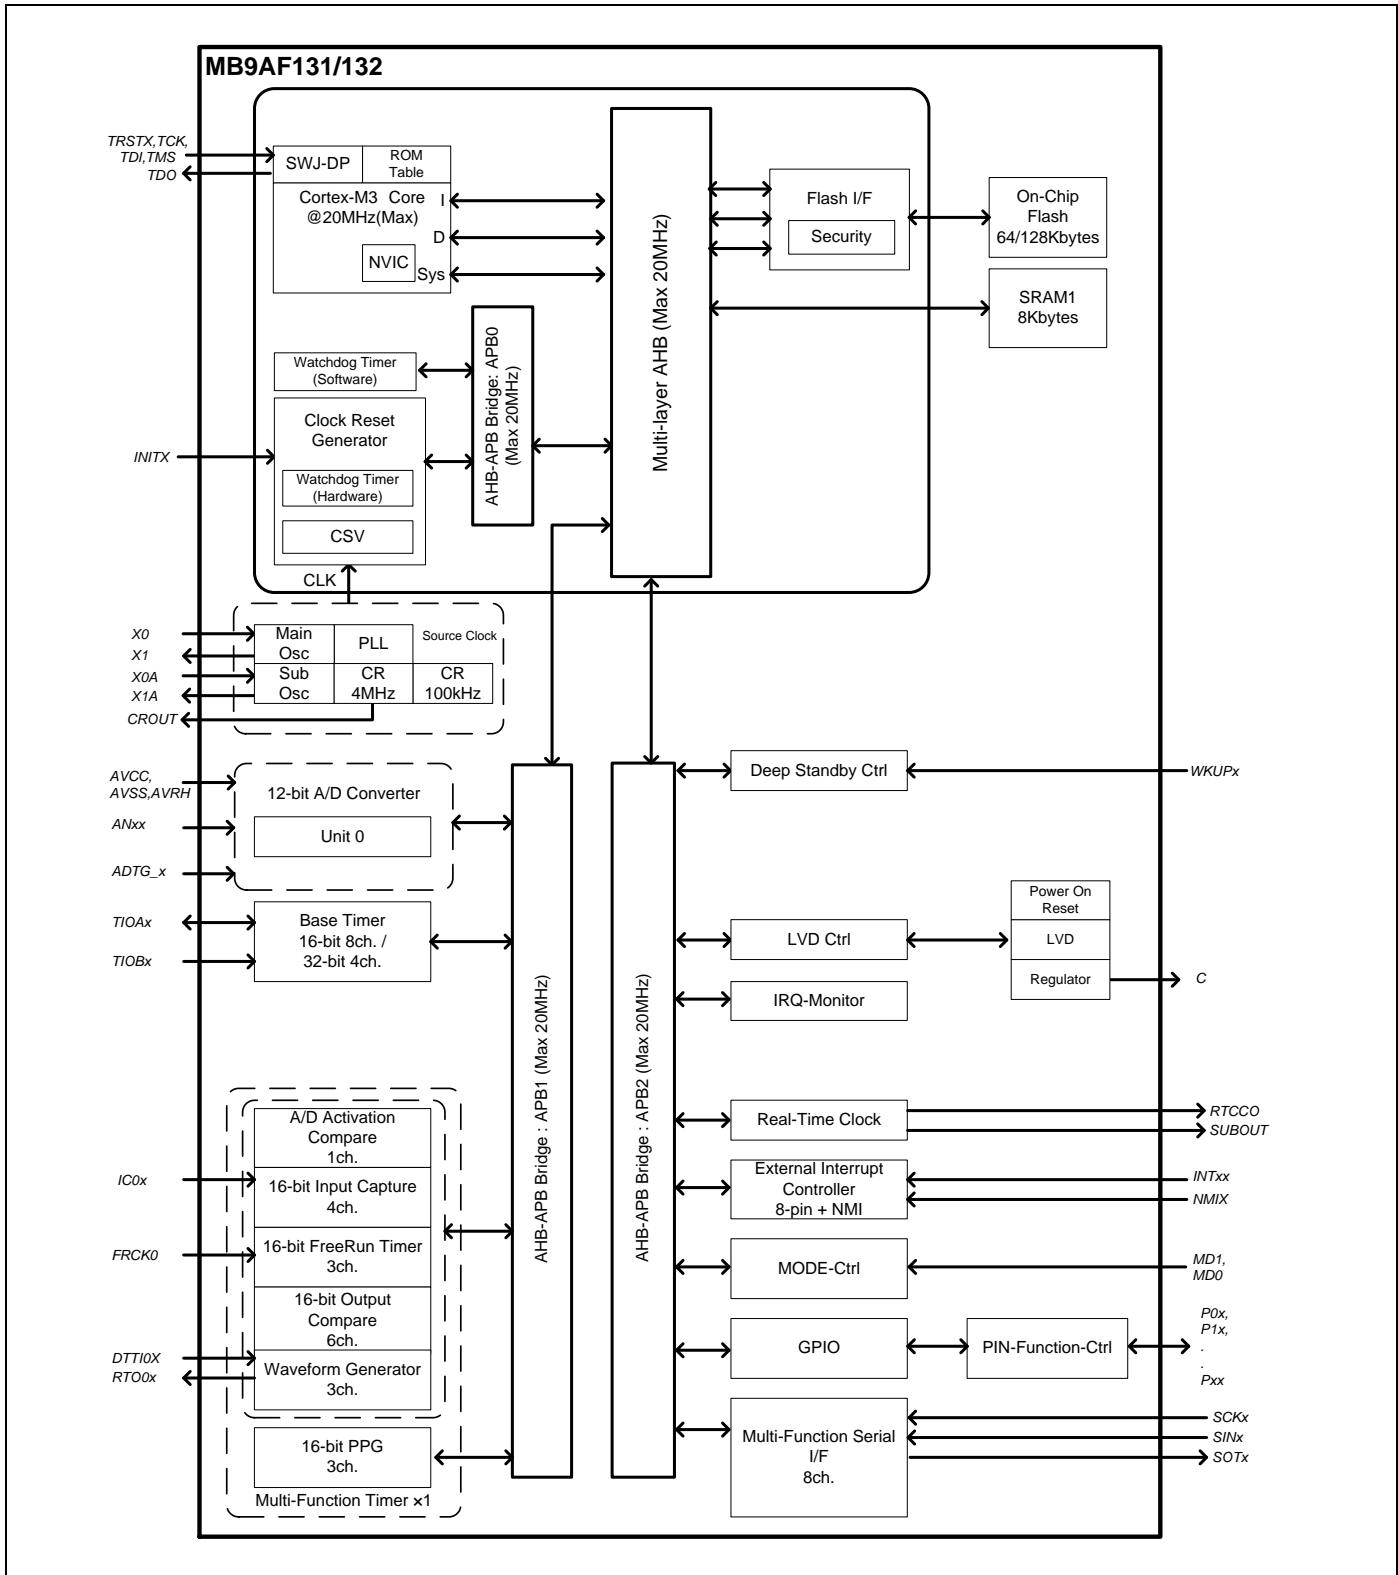 MB9AF131/132
TRSTX,TCK,
TDI,TMS
TDO
SWJ-DP
ROM
Table
Cortex-M3 Core
@20MHz(Max)
I
D
NVIC
Sys
Multi-layer AHB (Max 20MHz)
Flash I/F
Security
On-Chip
Flash
64/128Kbytes
SRAM1
8Kbytes
Watchdog Timer
(Software)
AHB-APB Bridge: APB0
(Max 20MHz)
Clock Reset
Generator
INITX
Watchdog Timer
(Hardware)
CSV
CLK
X0
X1
X0A
X1A
CROUT
Main
Osc
PLL
Source Clock
Sub
Osc
CR
4MHz
CR
100kHz
AVCC,
AVSS,AVRH
ANxx
ADTG_x
12-bit A/D Converter
Unit 0
TIOAx
TIOBx
Base Timer
16-bit 8ch. /
32-bit 4ch.
AHB-APB Bridge : APB1 (Max 20MHz)
AHB-APB Bridge : APB2 (Max 20MHz)
Deep Standby Ctrl
WKUPx
LVD Ctrl
Power On
Reset
LVD
Regulator
C
IRQ-Monitor
Real-Time Clock
RTCCO
SUBOUT
External Interrupt
Controller
8-pin + NMI
INTxx
NMIX
MODE-Ctrl
MD1,
MD0
GPIO
PIN-Function-Ctrl
P0x,
P1x,
.
.
Pxx
Multi-Function Serial
I/F
8ch.
SCKx
SINx
SOTx
A/D Activation
Compare
1ch.
IC0x
16-bit Input Capture
4ch.
FRCK0
16-bit FreeRun Timer
3ch.
16-bit Output
Compare
6ch.
DTTI0X
RTO0x
Waveform Generator
3ch.
16-bit PPG
3ch.
Multi-Function Timer ×1